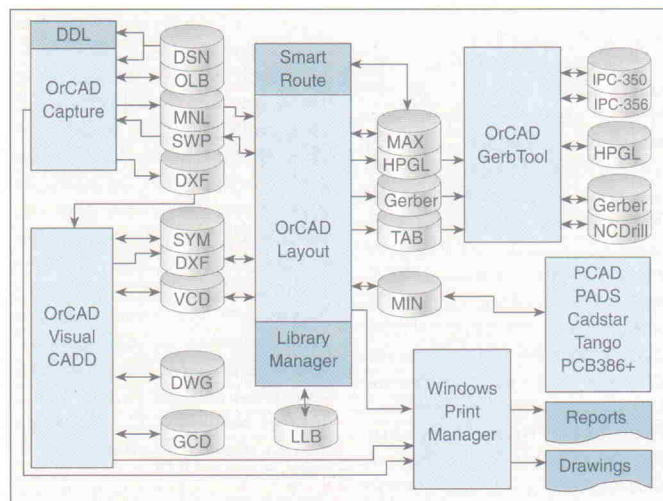 DDL
OrCAD
Capture
DSN
OLB
MNL
SWP
DXF
OrCAD
Visual
CADD
SYM
DXF
VCD
DWG
GCD
Smart
Route
OrCAD
Layout
Library
Manager
LLB
MAX
HPGL
Gerber
TAB
MIN
OrCAD
GerbTool
IPC-350
IPC-356
HPGL
Gerber
NCDrill
PCAD
PADS
Cadstar
Tango
PCB386+
Windows
Print
Manager
Reports
Drawings